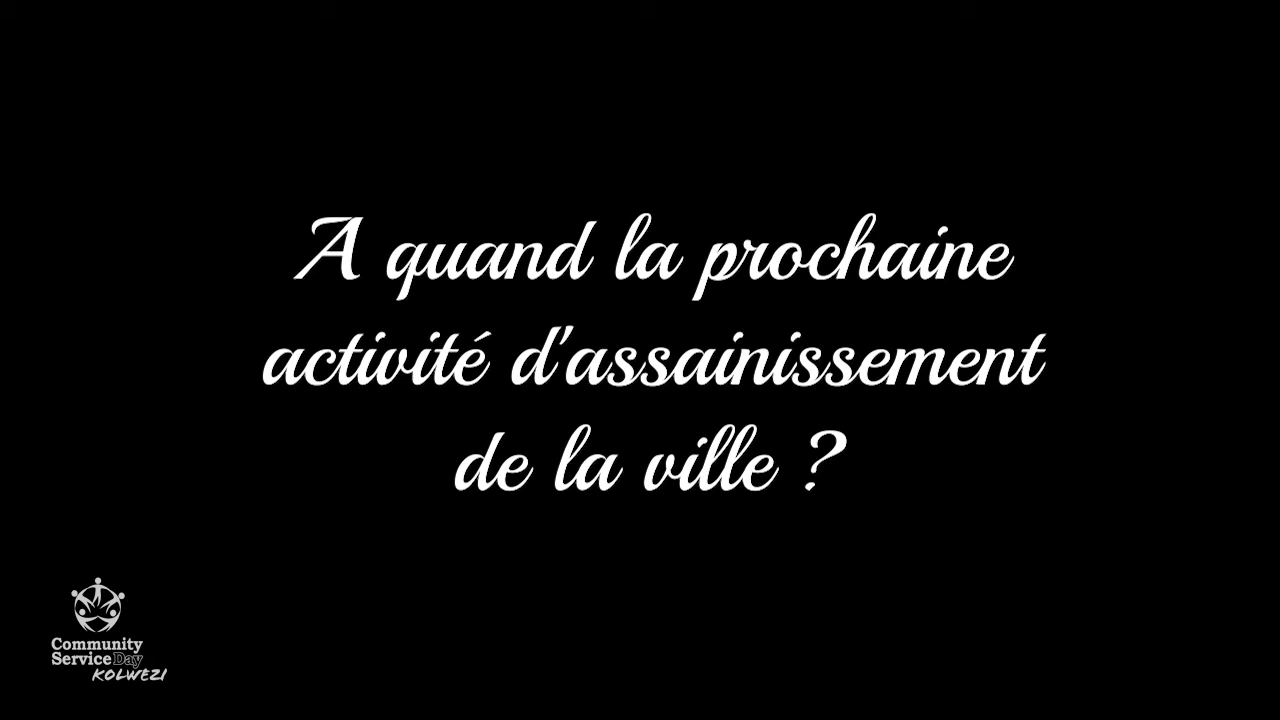 A quand la prochaine
activité d'assainissement
de la ville ?
Community
Service Day
KOLWEZI